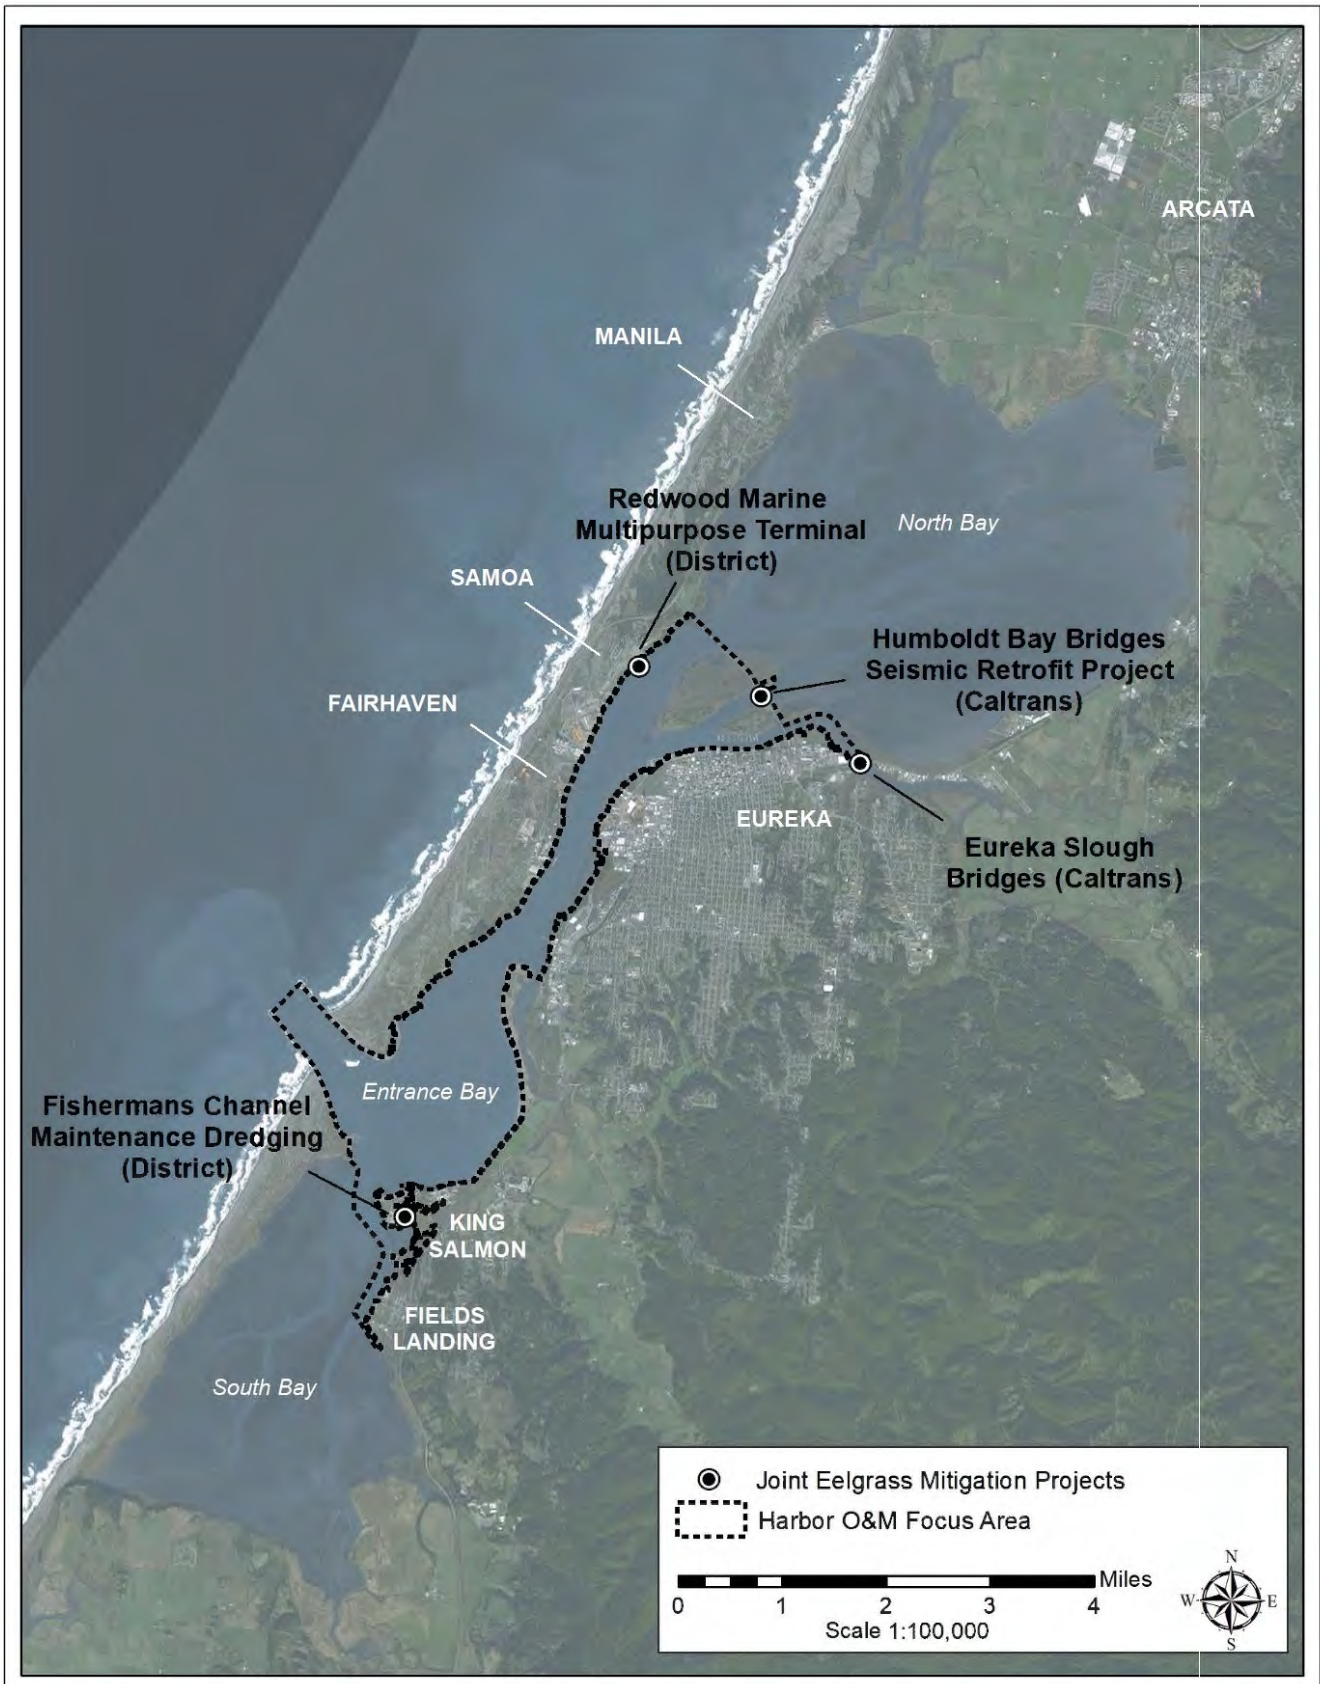 ARCATA
MANILA
Redwood Marine
Multipurpose Terminal
(District)
North Bay
SAMOA
Humboldt Bay Bridges
Seismic Retrofit Project
(Caltrans)
FAIRHAVEN
EUREKA
Eureka Slough
Bridges (Caltrans)
Entrance Bay
Fishermans Channel
Maintenance Dredging
(District)
KING
SALMON
FIELDS
LANDING
South Bay
Joint Eelgrass Mitigation Projects
Harbor O&M Focus Area
Miles
0 1 2 3 4
Scale 1:100,000
N
W E
S